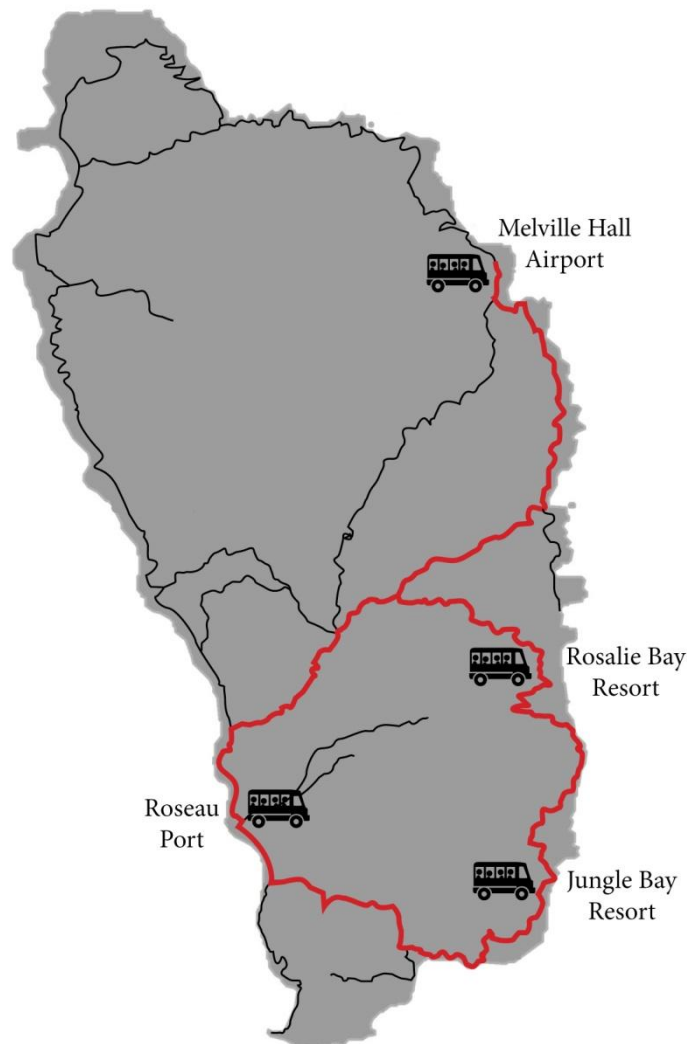 Melville Hall
Airport
Rosalie Bay
Resort
Roseau
Port
Jungle Bay
Resort